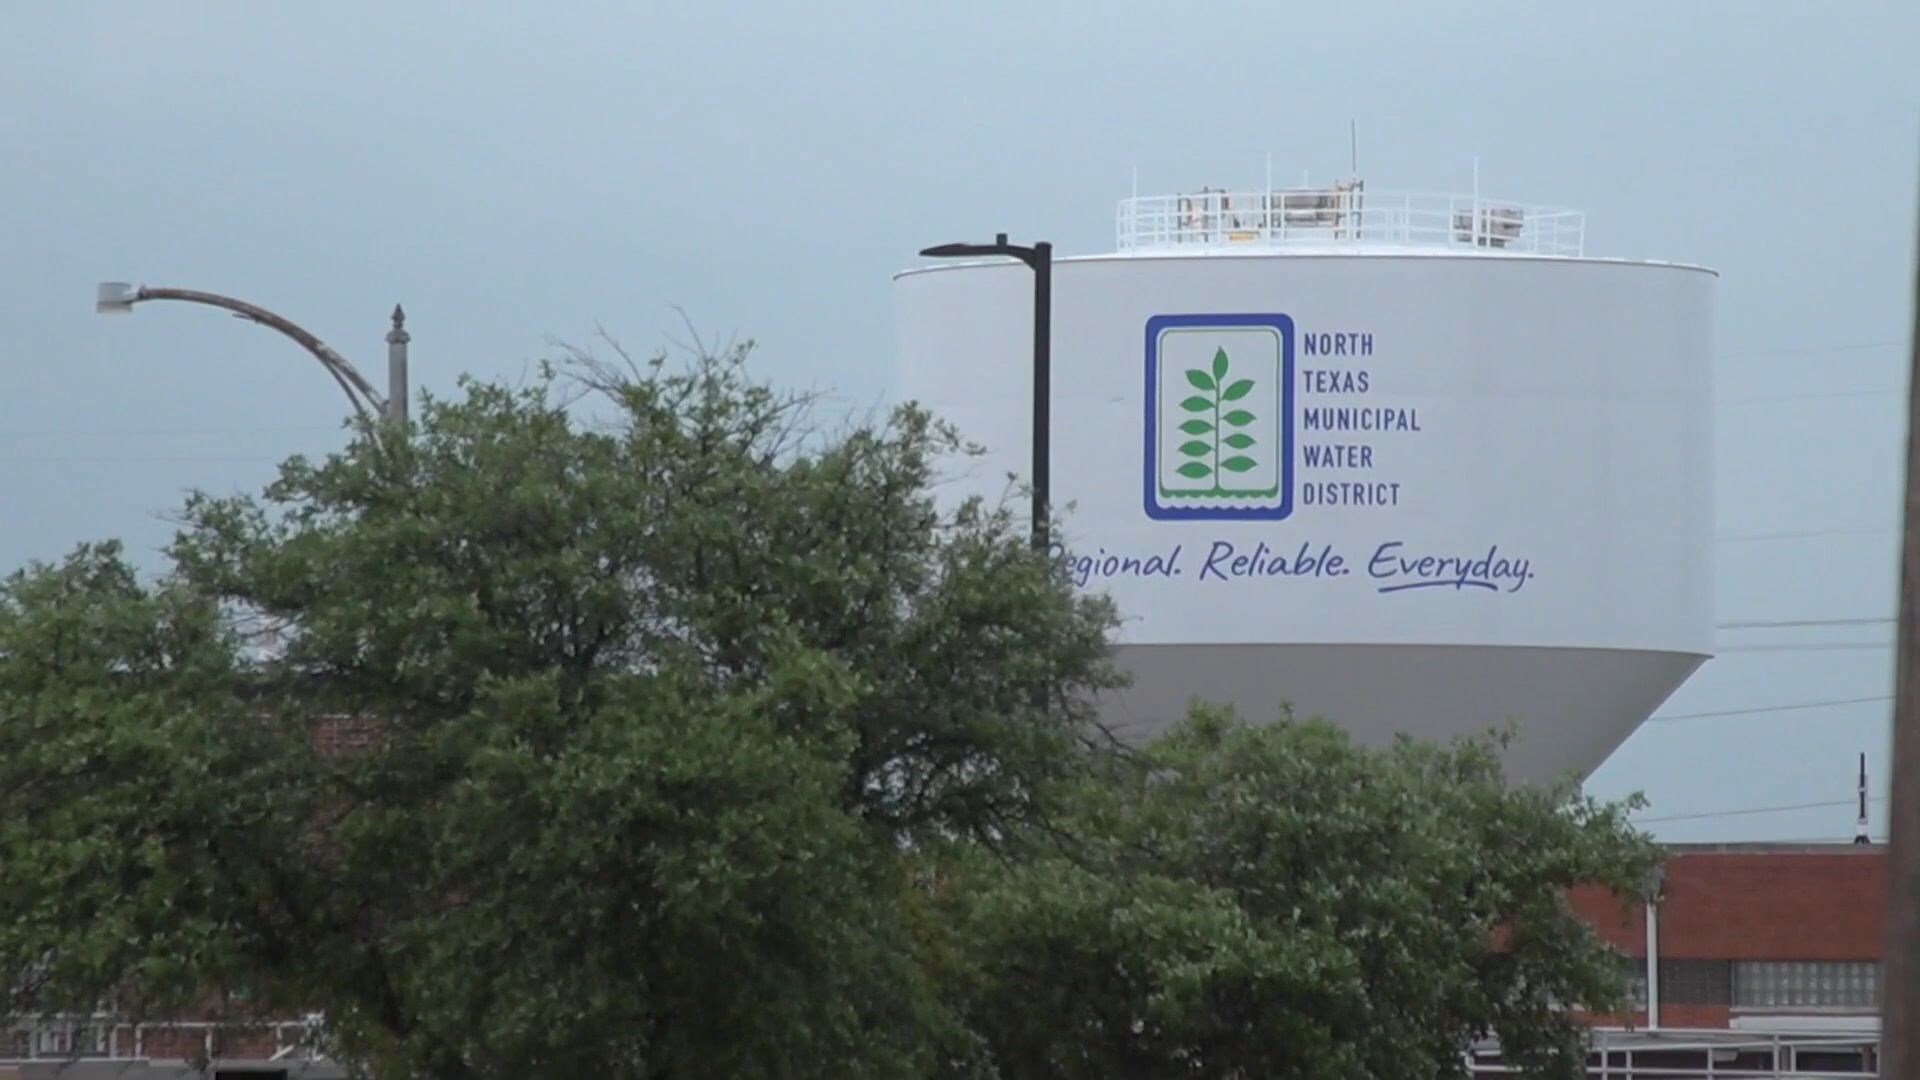 NORTH
TEXAS
MUNICIPAL
WATER
DISTRICT
Regional. Reliable. Everyday.